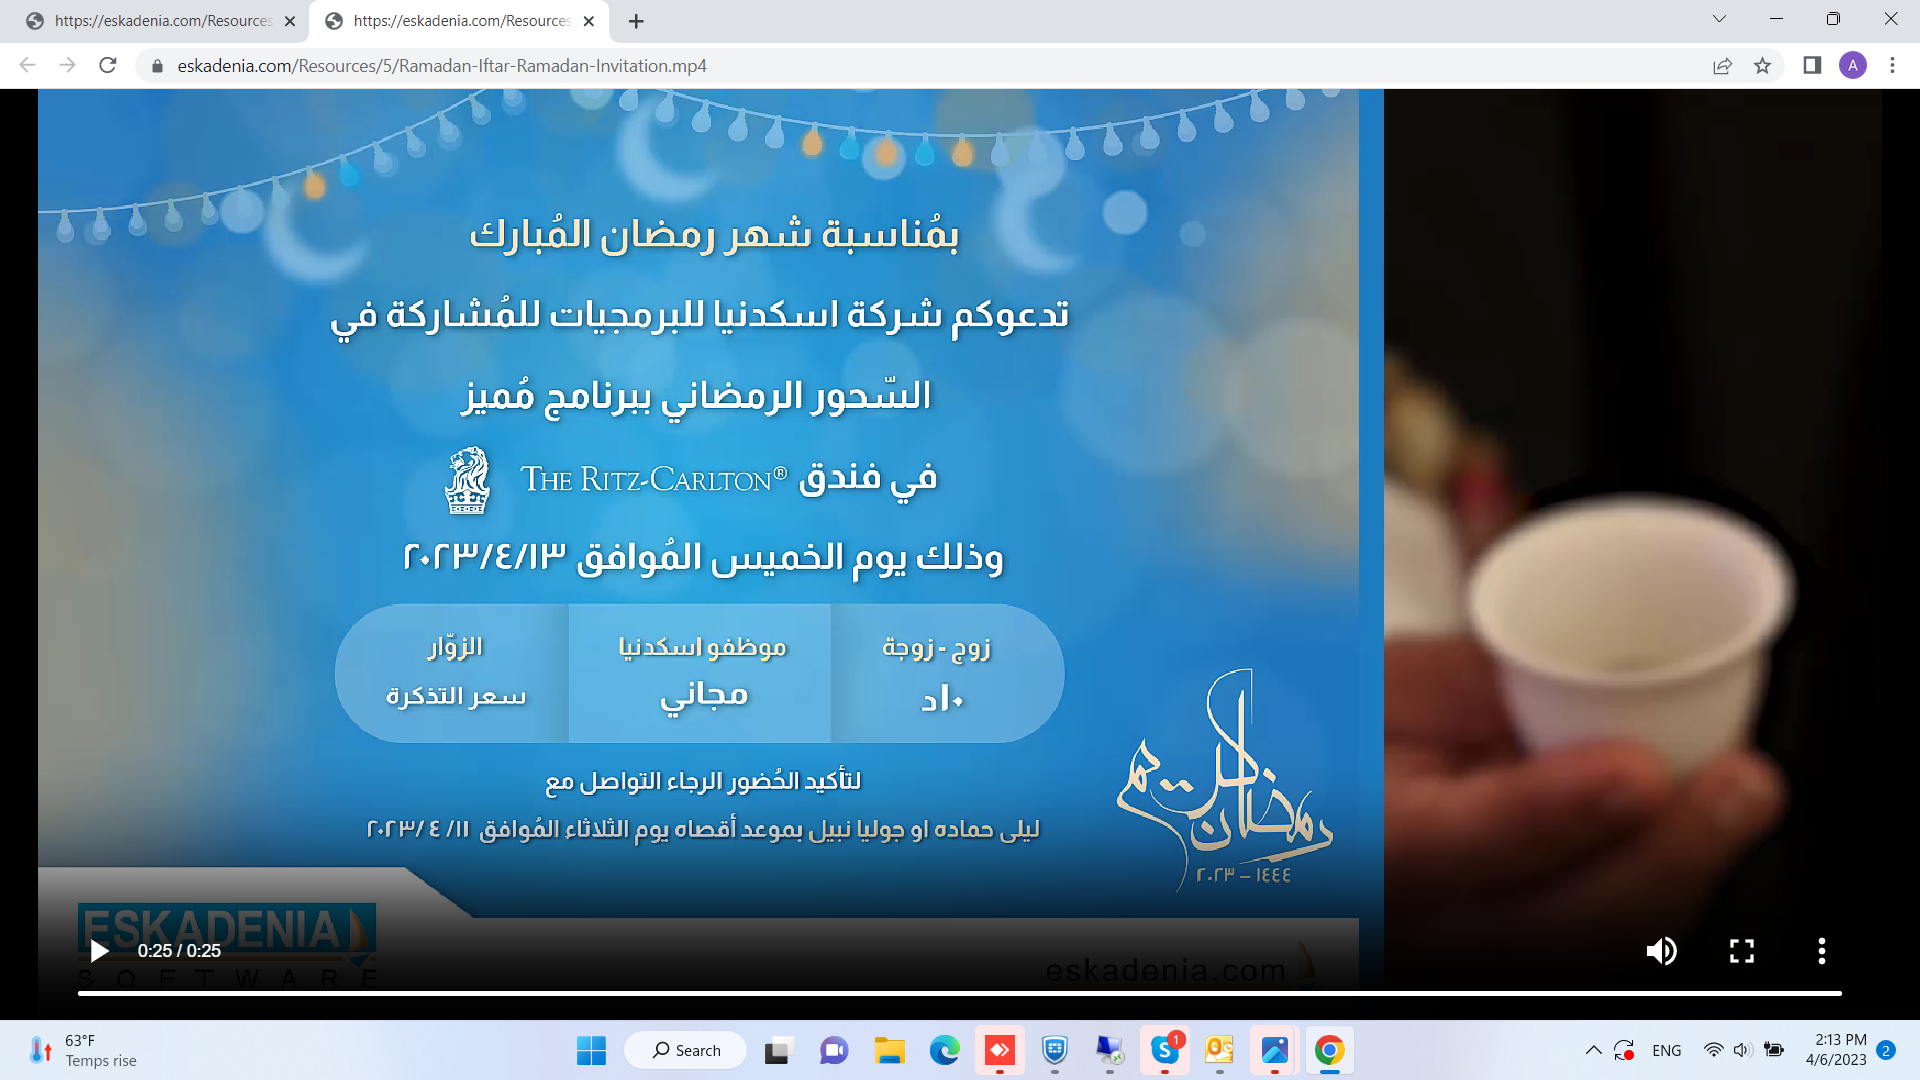 https://eskadenia.com/Resources
https://eskadenia.com/Resources
eskadenia.com/Resources/5/Ramadan-Iftar-Ramadan-Invitation.mp4
A
بمُناسبة شهر رمضان المُبارك
تدعوكم شركة اسكدنيا للبرمجيات للمُشاركة في
السّحور الرمضاني ببرنامج مُميز
في فندق THE RITZ-CARLTON®
وذلك يوم الخميس المُوافق ٢٠٢٣/٤/١٣
زوج - زوجة
١٠د
موظفو اسكدنيا
مجاني
الزوّار
سعر التذكرة
لتأكيد الحُضور الرجاء التواصل مع
ليلى حماده او جوليا نبيل بموعد أقصاه يوم الثلاثاء المُوافق ٢٠٢٣/٤/١١
رمضان كريم
١٤٤٤ – ٢٠٢٣
ESKADENIA
SOFTWARE
eskadenia.com
0:25 / 0:25
63°F
Temps rise
Search
1
ENG
2:13 PM
4/6/2023
2